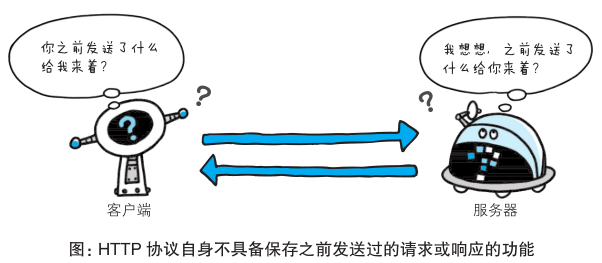 你之前发送了什么
给我来着?
我想想,之前发送了
什么给你来着?
?
?
?
客户端
服务器
图:HTTP 协议自身不具备保存之前发送过的请求或响应的功能